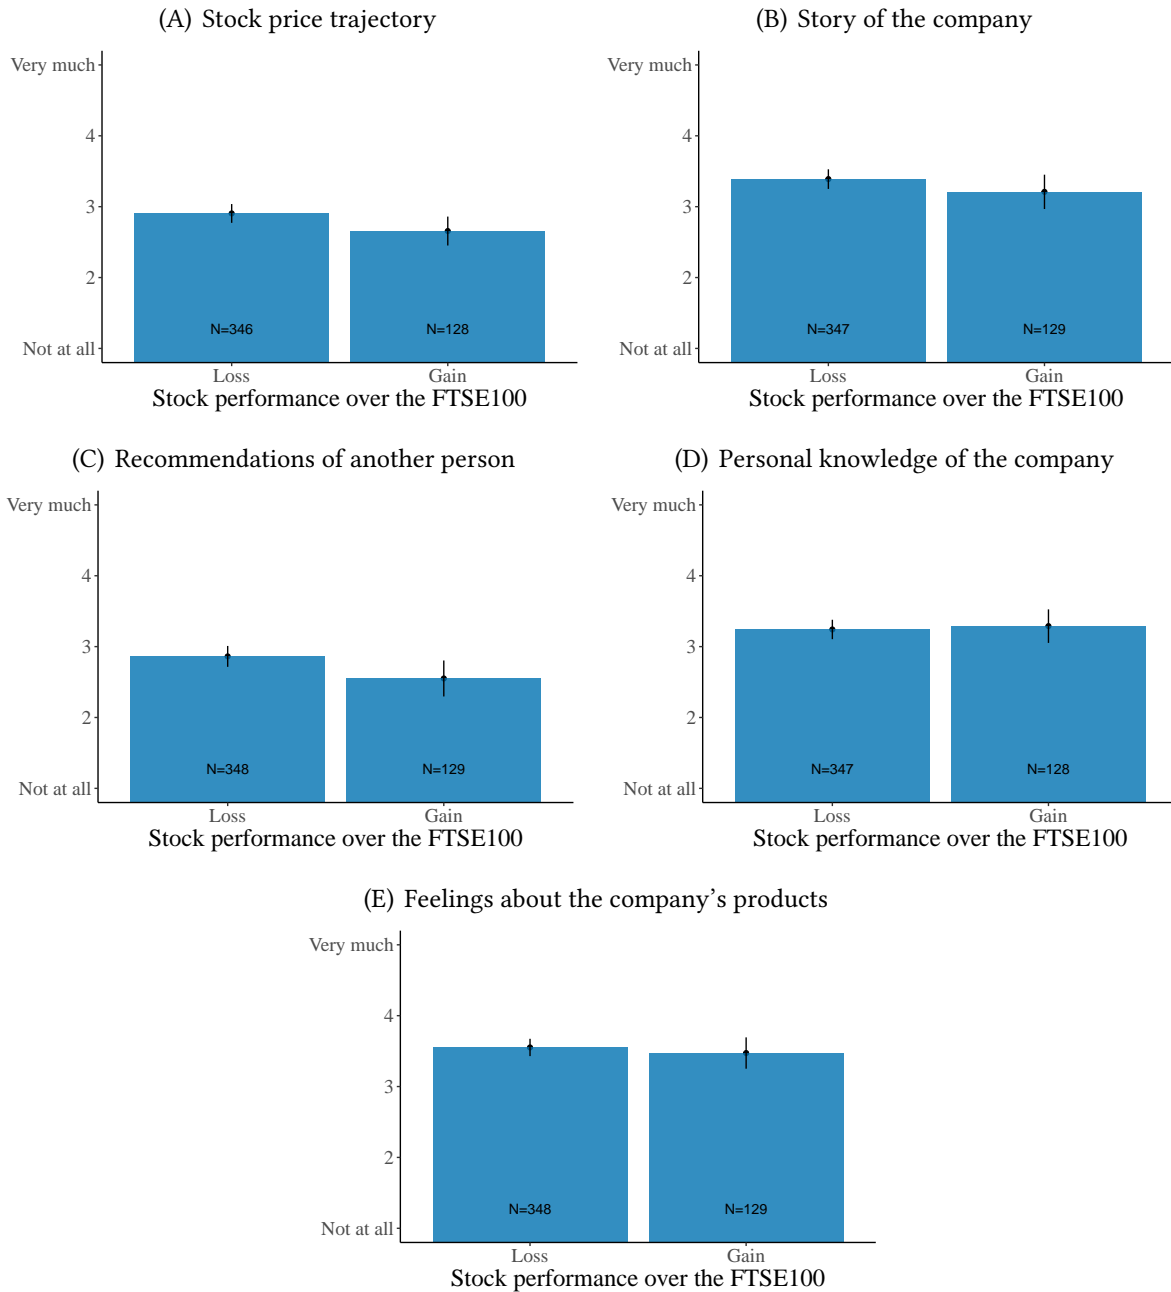 (A) Stock price trajectory
Very much
4
3
2
Not at all
N=346
N=128
Loss
Gain
Stock performance over the FTSE100
(B) Story of the company
Very much
4
3
2
Not at all
N=347
N=129
Loss
Gain
Stock performance over the FTSE100
(C) Recommendations of another person
Very much
4
3
2
Not at all
N=348
N=129
Loss
Gain
Stock performance over the FTSE100
(D) Personal knowledge of the company
Very much
4
3
2
Not at all
N=347
N=128
Loss
Gain
Stock performance over the FTSE100
(E) Feelings about the company’s products
Very much
4
3
2
Not at all
N=348
N=129
Loss
Gain
Stock performance over the FTSE100